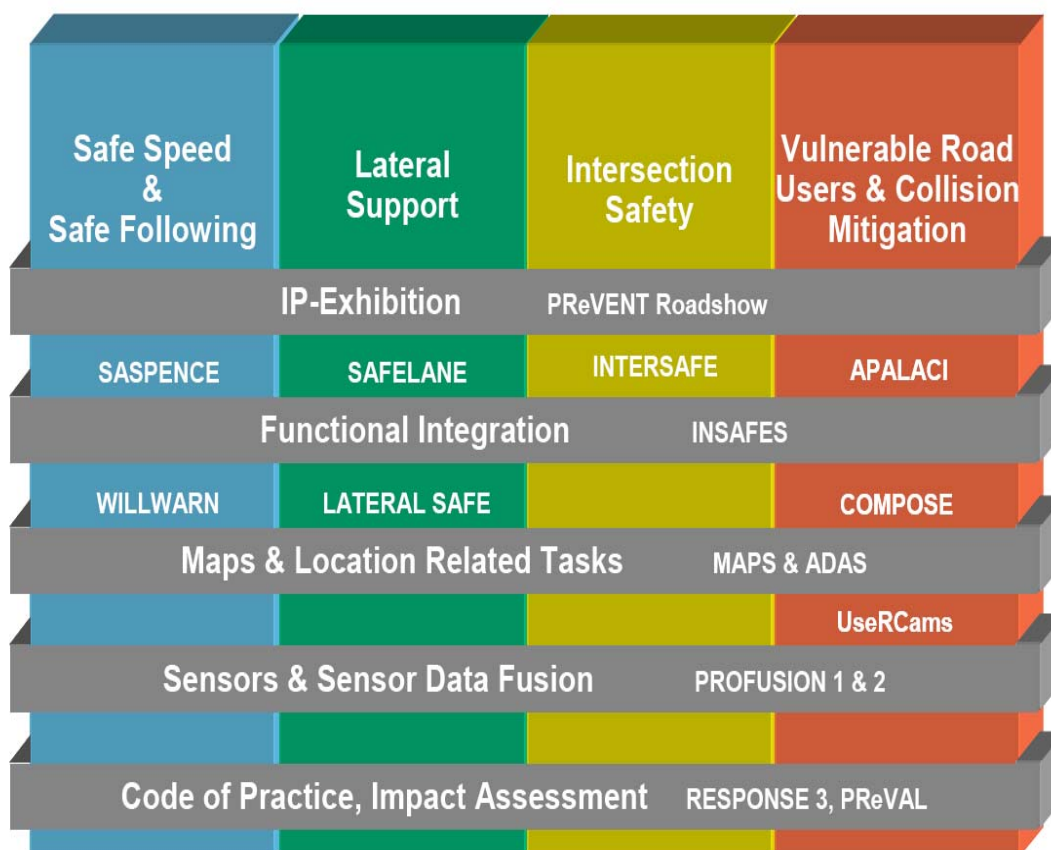 Safe Speed
&
Safe Following
Lateral
Support
Intersection
Safety
Vulnerable Road
Users & Collision
Mitigation
IP-Exhibition PReVENT Roadshow
SASPENCE SAFELANE INTERSAFE APALACI
Functional Integration INSAFES
WILLWARN LATERAL SAFE COMPOSE
Maps & Location Related Tasks MAPS & ADAS
UseRCams
Sensors & Sensor Data Fusion PROFUSION 1 & 2
Code of Practice, Impact Assessment RESPONSE 3, PReVAL